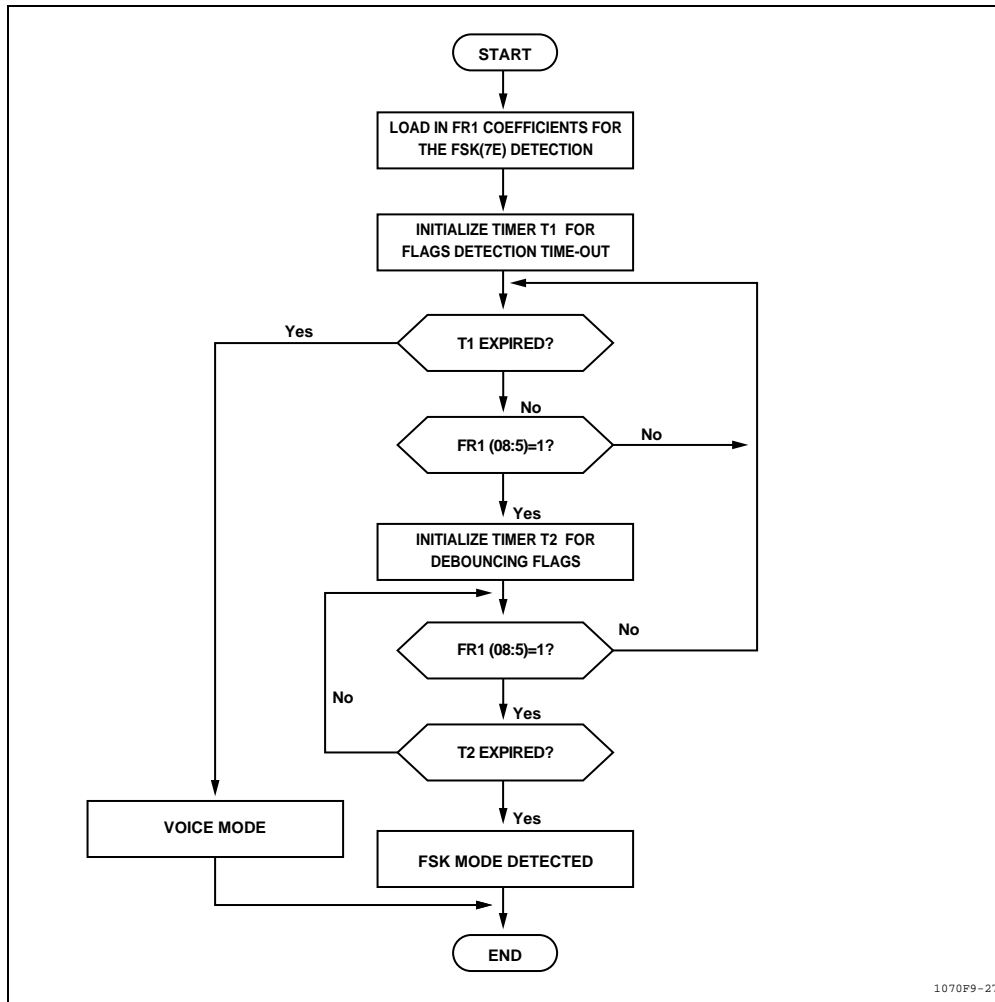 START
LOAD IN FR1 COEFFICIENTS FOR
THE FSK(7E) DETECTION
INITIALIZE TIMER T1 FOR
FLAGS DETECTION TIME-OUT
Yes
T1 EXPIRED?
No
FR1 (08:5)=1?
No
Yes
INITIALIZE TIMER T2 FOR
DEBOUNCING FLAGS
FR1 (08:5)=1?
No
No
Yes
T2 EXPIRED?
Yes
VOICE MODE
FSK MODE DETECTED
END
1070F9-27